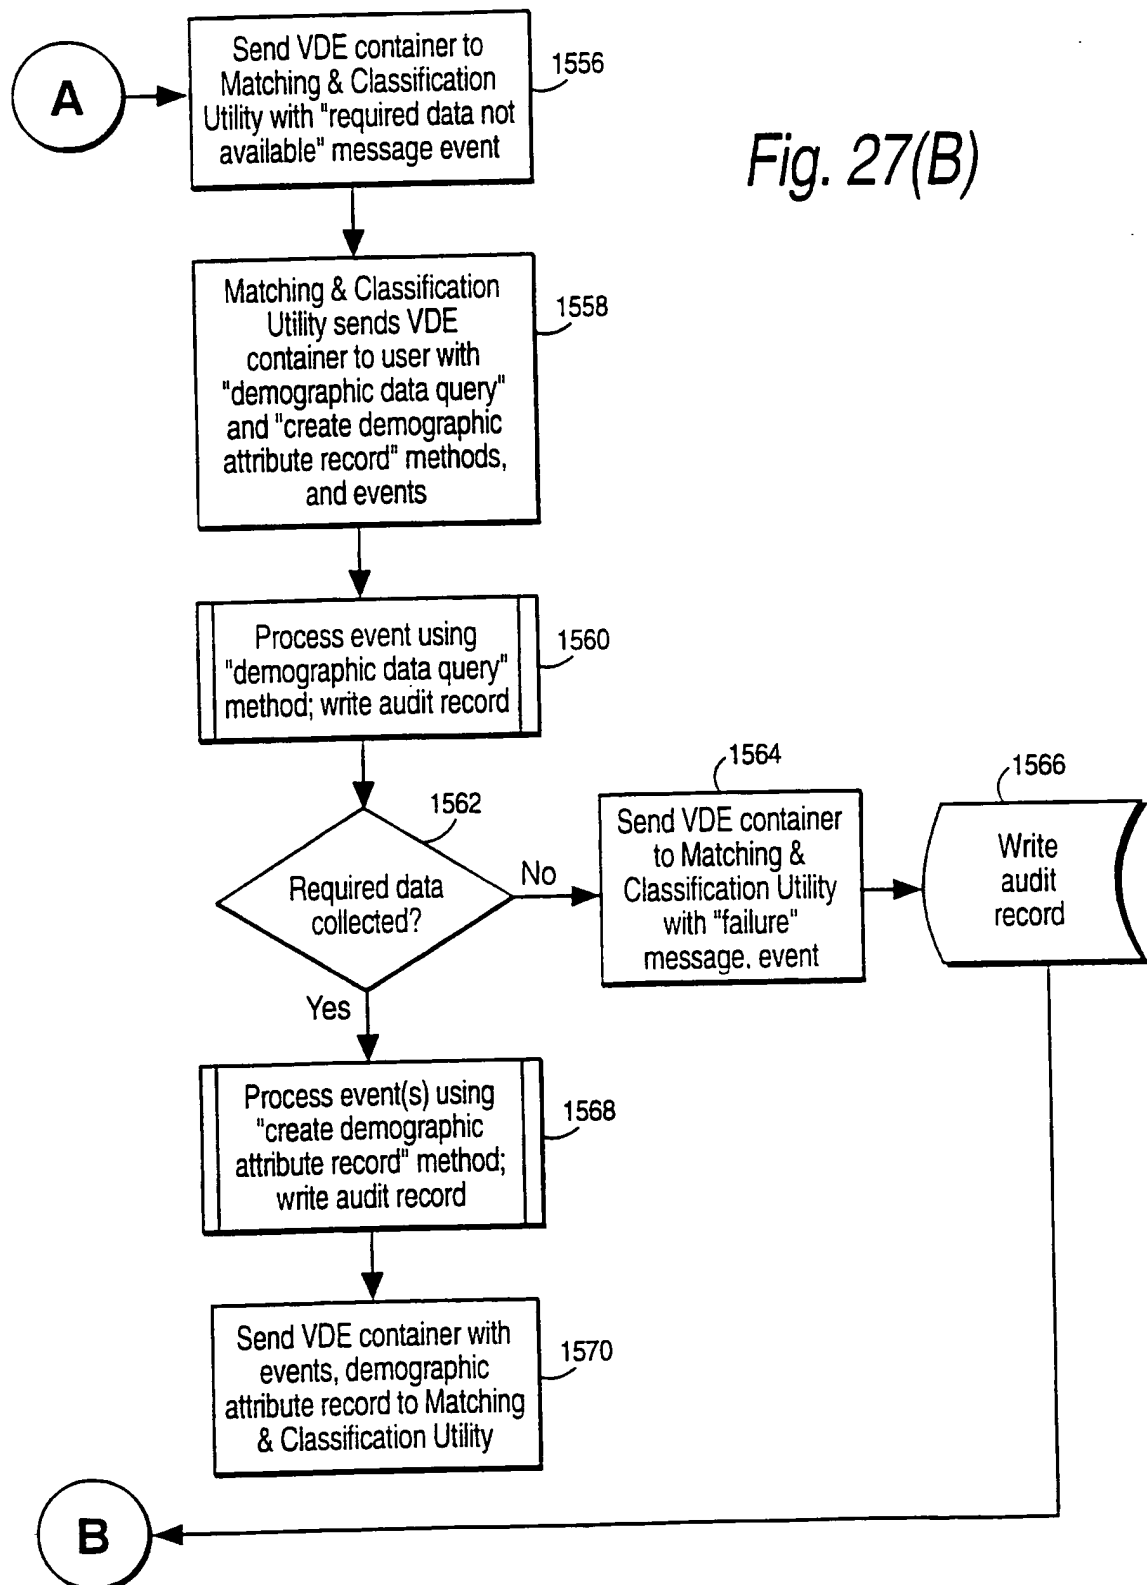 A
Send VDE container to
Matching & Classification
Utility with "required data not
available" message event
1556
Fig. 27(B)
Matching & Classification
Utility sends VDE
container to user with
"demographic data query"
and "create demographic
attribute record" methods,
and events
1558
Process event using
"demographic data query"
method; write audit record
1560
Required data
collected?
1562
No
Yes
Send VDE container
to Matching &
Classification Utility
with "failure"
message. event
1564
Write
audit
record
1566
Process event(s) using
"create demographic
attribute record" method;
write audit record
1568
Send VDE container with
events, demographic
attribute record to Matching
& Classification Utility
1570
B